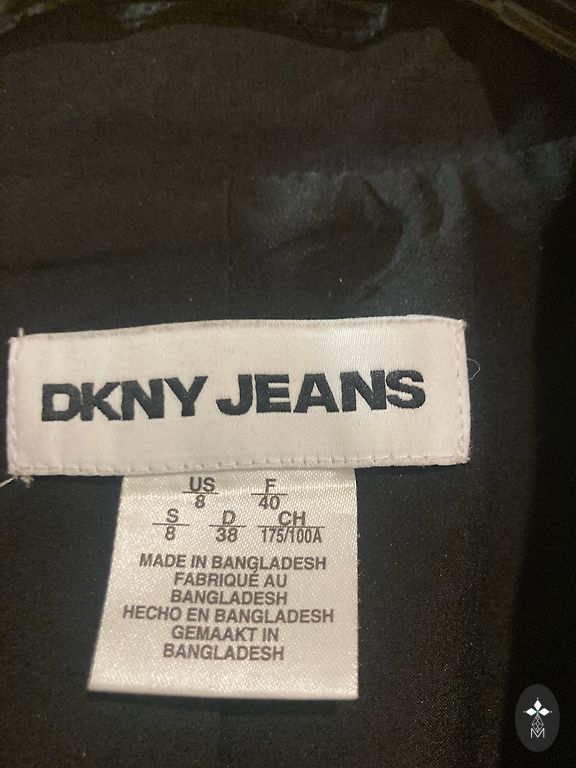 DKNY JEANS
US F
8 40
S D CH
8 38 175/100A
MADE IN BANGLADESH
FABRIQUÉ AU
BANGLADESH
HECHO EN BANGLADESH
GEMAAKT IN
BANGLADESH
M